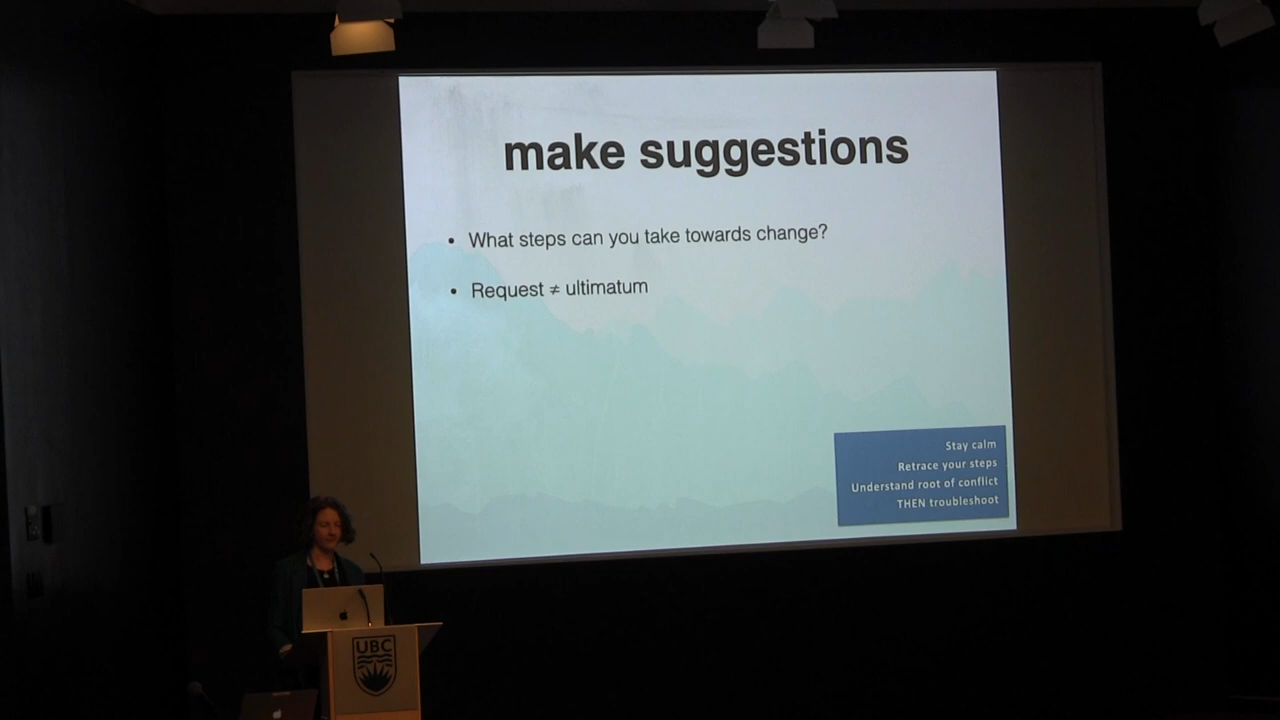 make suggestions
• What steps can you take towards change?
• Request ≠ ultimatum
Stay calm
Retrace your steps
Understand root of conflict
THEN troubleshoot
UBC